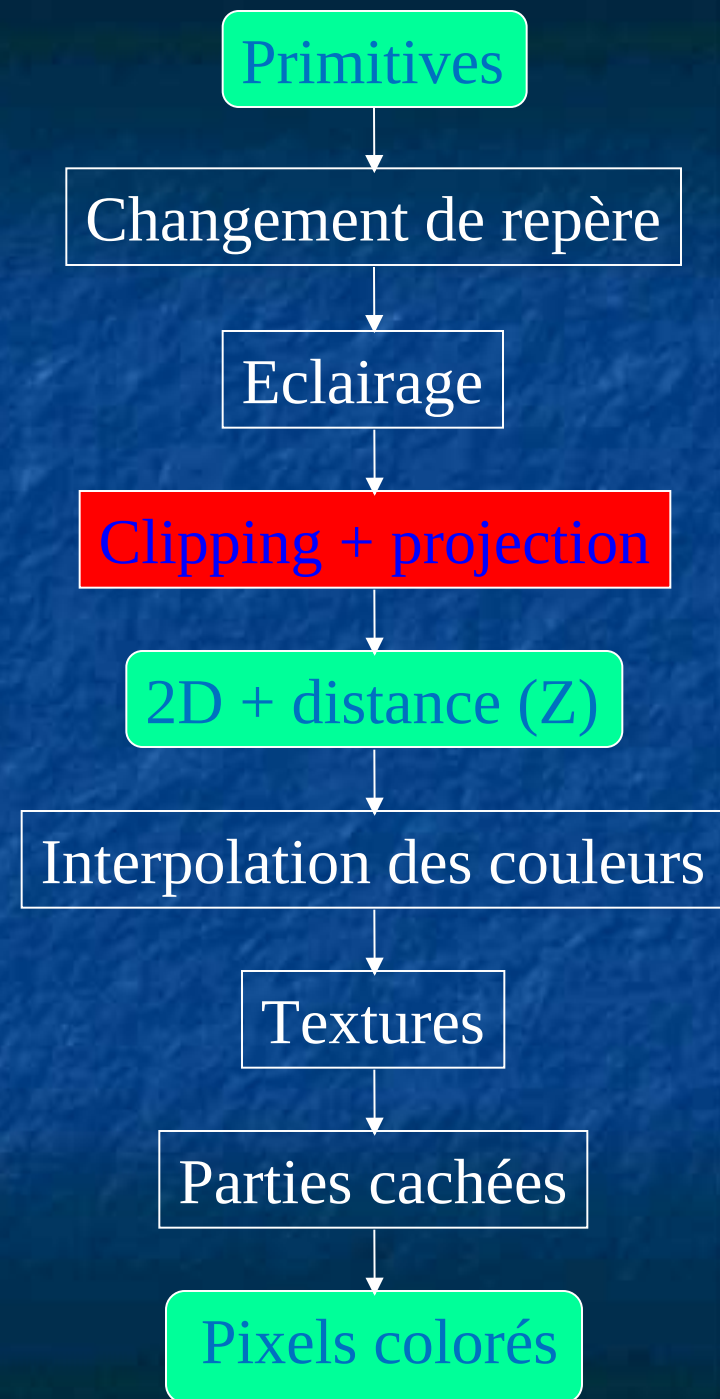 Primitives
Changement de repère
Eclairage
Clipping + projection
2D + distance (Z)
Interpolation des couleurs
Textures
Parties cachées
Pixels colorés